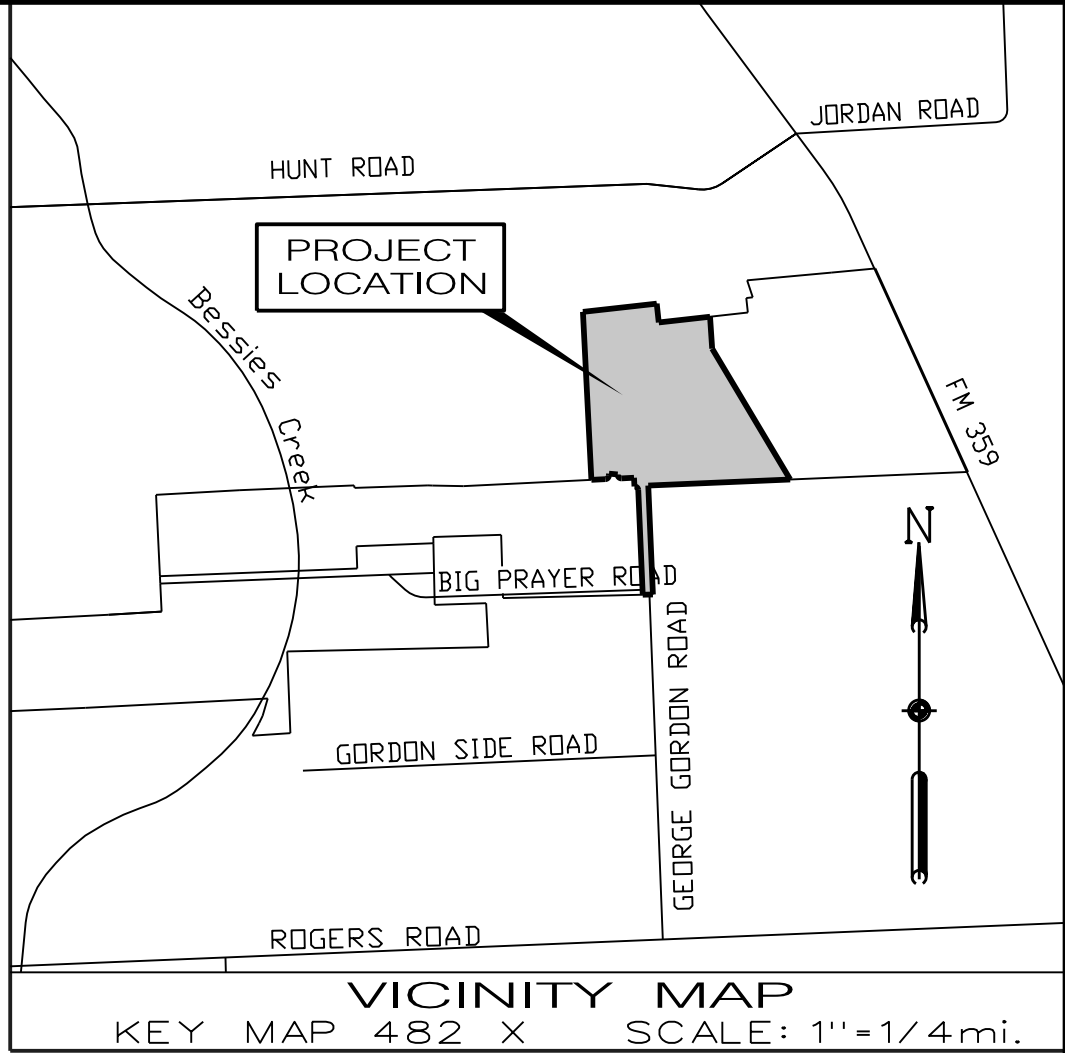 JORDAN ROAD
HUNT ROAD
PROJECT
LOCATION
Bessies Creek
FM 359
N
BIG PRAYER ROAD
GEORGE GORDON ROAD
GORDON SIDE ROAD
ROGERS ROAD
VICINITY MAP
KEY MAP 482 X SCALE: 1''=1/4mi.